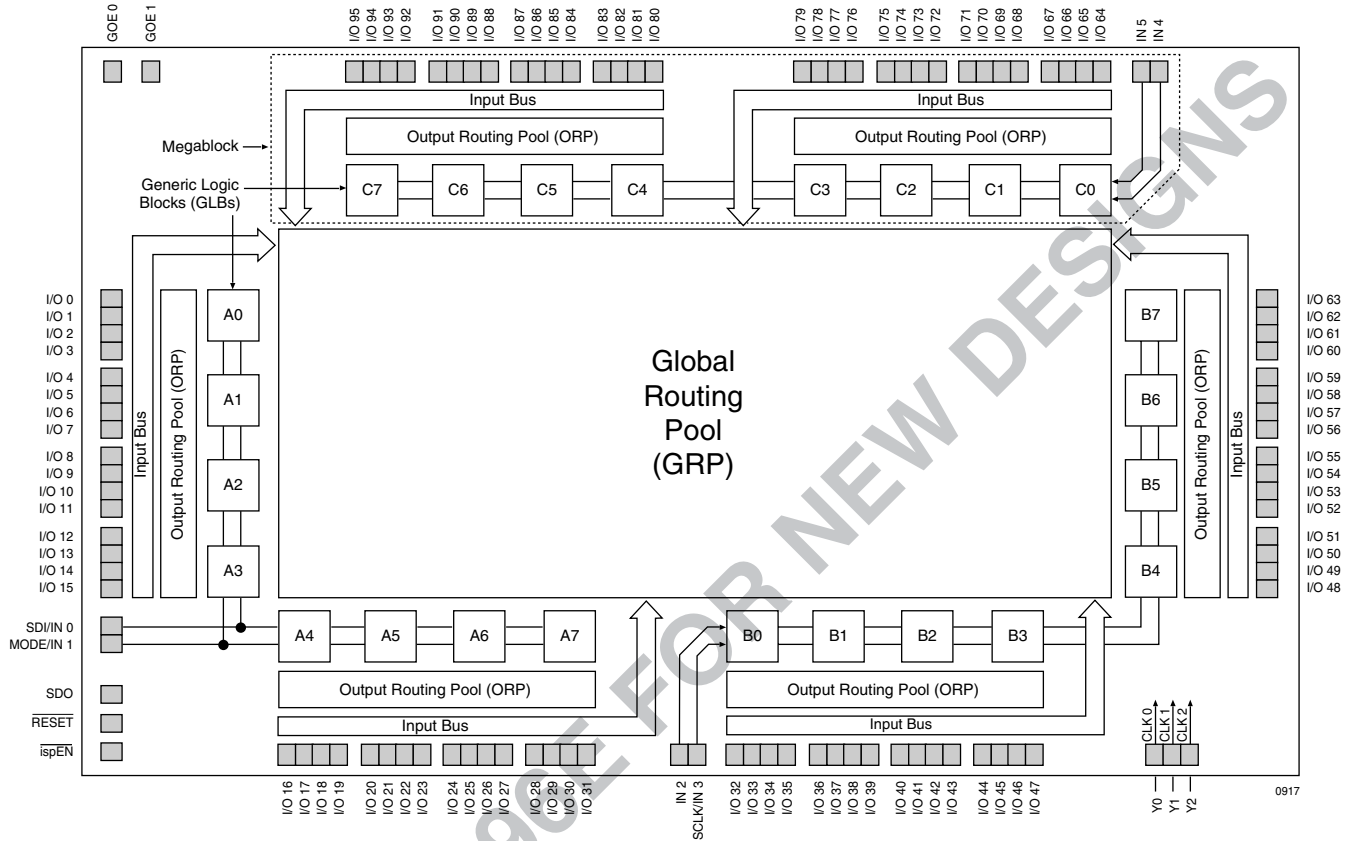 GOE 0
GOE 1
I/O 95
I/O 94
I/O 93
I/O 92
I/O 91
I/O 90
I/O 89
I/O 88
I/O 87
I/O 86
I/O 85
I/O 84
I/O 83
I/O 82
I/O 81
I/O 80
I/O 79
I/O 78
I/O 77
I/O 76
I/O 75
I/O 74
I/O 73
I/O 72
I/O 71
I/O 70
I/O 69
I/O 68
I/O 67
I/O 66
I/O 65
I/O 64
IN 5
IN 4
Input Bus
Input Bus
Output Routing Pool (ORP)
Output Routing Pool (ORP)
Megablock
Generic Logic
Blocks (GLBs)
C7
C6
C5
C4
C3
C2
C1
C0
I/O 0
I/O 1
I/O 2
I/O 3
I/O 4
I/O 5
I/O 6
I/O 7
I/O 8
I/O 9
I/O 10
I/O 11
I/O 12
I/O 13
I/O 14
I/O 15
Input Bus
Output Routing Pool (ORP)
A0
A1
A2
A3
Global
Routing
Pool
(GRP)
B7
B6
B5
B4
Output Routing Pool (ORP)
Input Bus
I/O 63
I/O 62
I/O 61
I/O 60
I/O 59
I/O 58
I/O 57
I/O 56
I/O 55
I/O 54
I/O 53
I/O 52
I/O 51
I/O 50
I/O 49
I/O 48
SDI/IN 0
MODE/IN 1
A4
A5
A6
A7
B0
B1
B2
B3
SDO
RESET
ispEN
Output Routing Pool (ORP)
Output Routing Pool (ORP)
Input Bus
Input Bus
CLK 0
CLK 1
CLK 2
I/O 16
I/O 17
I/O 18
I/O 19
I/O 20
I/O 21
I/O 22
I/O 23
I/O 24
I/O 25
I/O 26
I/O 27
I/O 28
I/O 29
I/O 30
I/O 31
IN 2
SCLK/IN 3
I/O 32
I/O 33
I/O 34
I/O 35
I/O 36
I/O 37
I/O 38
I/O 39
I/O 40
I/O 41
I/O 42
I/O 43
I/O 44
I/O 45
I/O 46
I/O 47
Y0
Y1
Y2
0917
96E FOR NEW DESIGNS